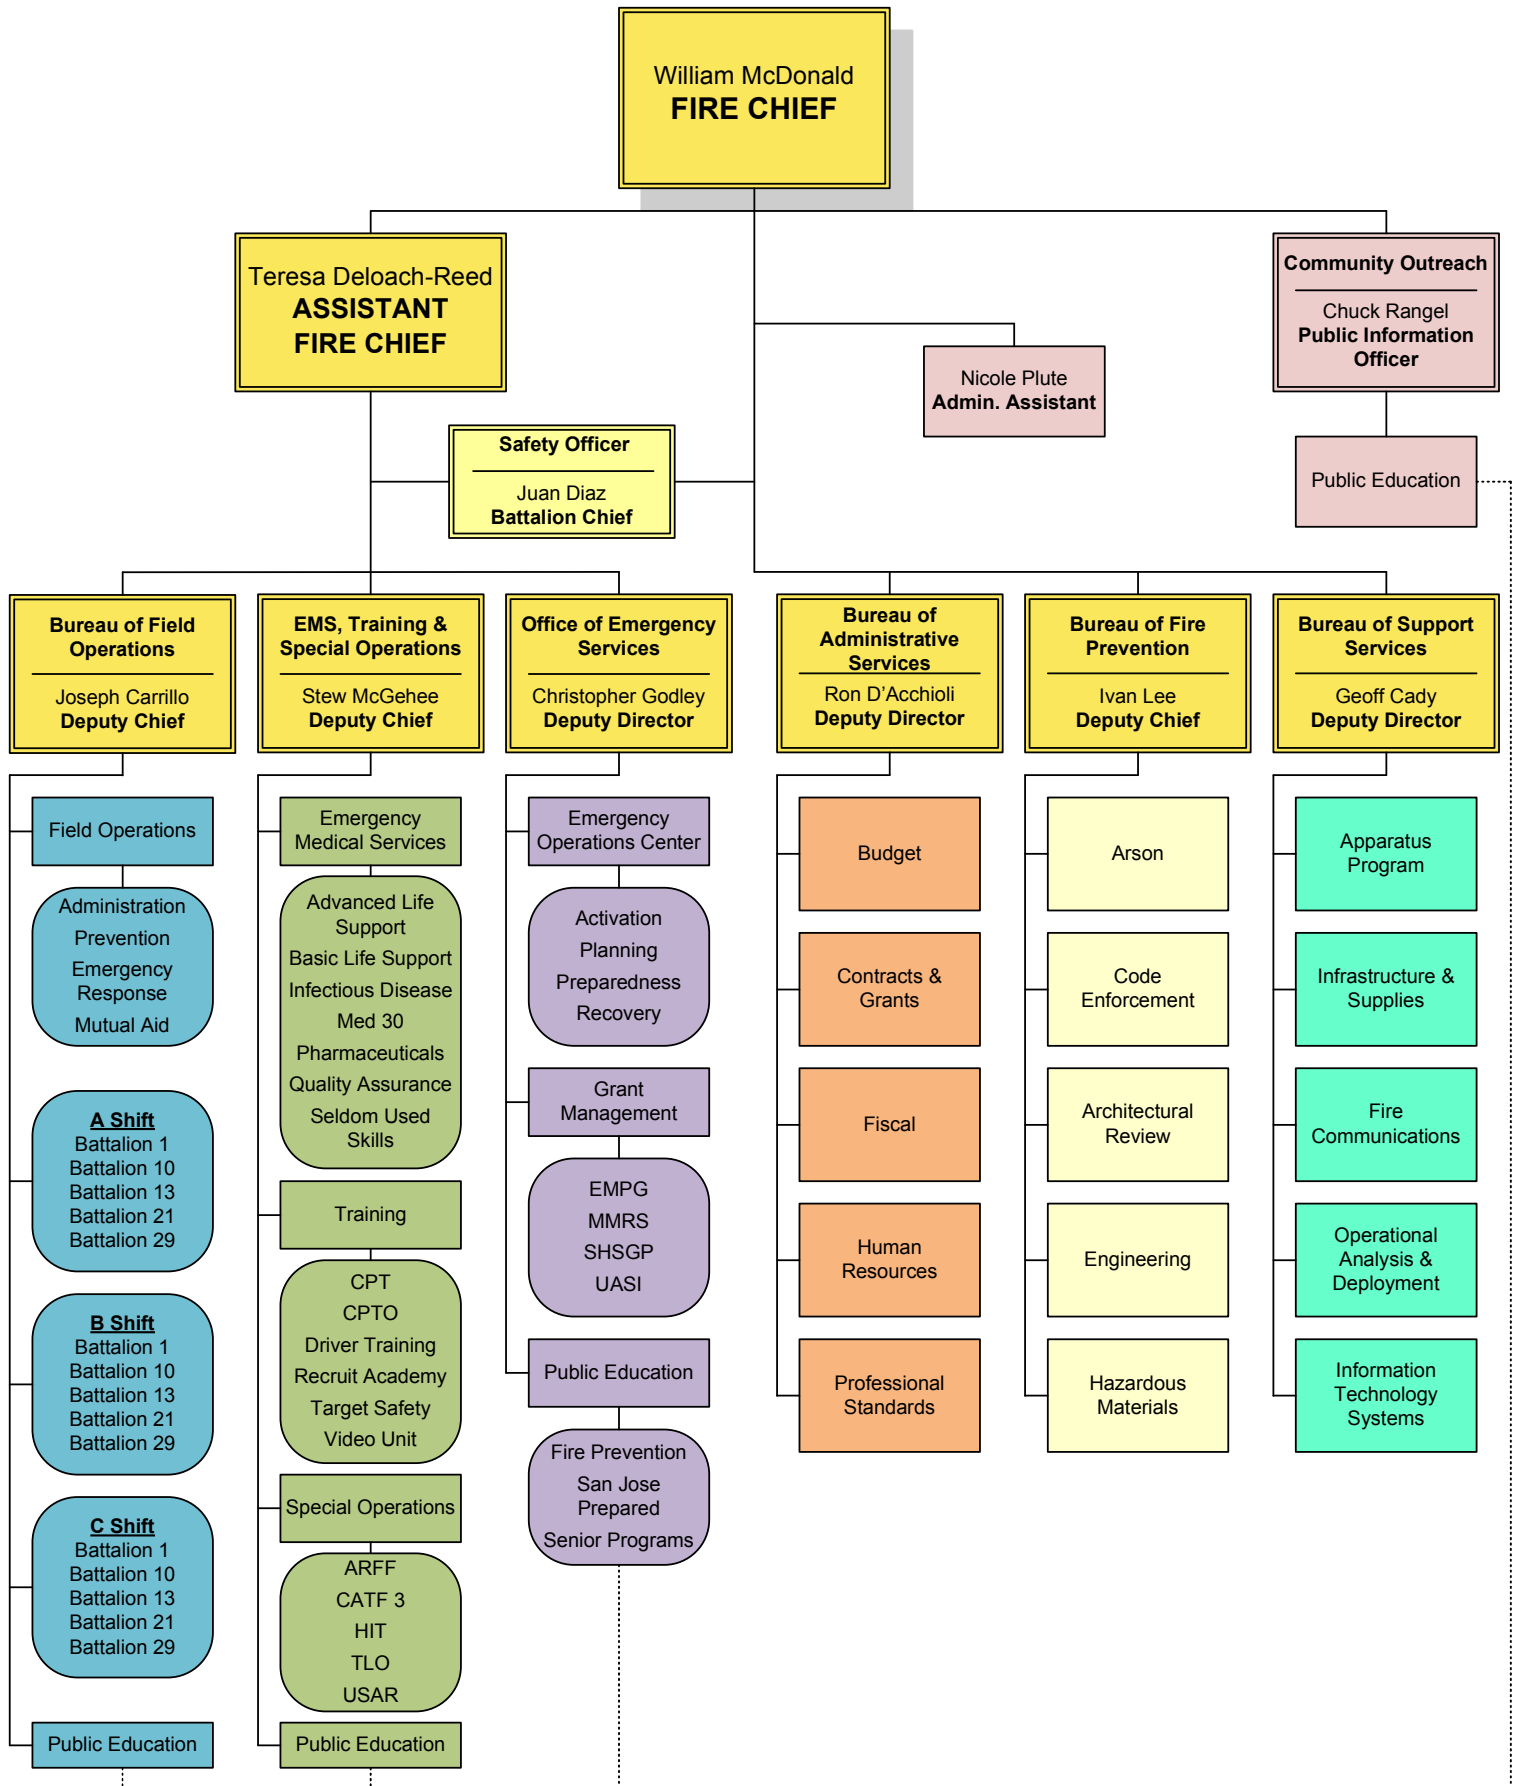 William McDonald
FIRE CHIEF
Teresa Deloach-Reed
ASSISTANT
FIRE CHIEF
Community Outreach
Chuck Rangel
Public Information
Officer
Nicole Plute
Admin. Assistant
Safety Officer
Juan Diaz
Battalion Chief
Public Education
Bureau of Field
Operations
Joseph Carrillo
Deputy Chief
EMS, Training &
Special Operations
Stew McGehee
Deputy Chief
Office of Emergency
Services
Christopher Godley
Deputy Director
Bureau of
Administrative
Services
Ron D'Acchioli
Deputy Director
Bureau of Fire
Prevention
Ivan Lee
Deputy Chief
Bureau of Support
Services
Geoff Cady
Deputy Director
Field Operations
Administration
Prevention
Emergency
Response
Mutual Aid
A Shift
Battalion 1
Battalion 10
Battalion 13
Battalion 21
Battalion 29
B Shift
Battalion 1
Battalion 10
Battalion 13
Battalion 21
Battalion 29
C Shift
Battalion 1
Battalion 10
Battalion 13
Battalion 21
Battalion 29
Public Education
Emergency
Medical Services
Advanced Life
Support
Basic Life Support
Infectious Disease
Med 30
Pharmaceuticals
Quality Assurance
Seldom Used
Skills
Training
CPT
CPTO
Driver Training
Recruit Academy
Target Safety
Video Unit
Special Operations
ARFF
CATF 3
HIT
TLO
USAR
Public Education
Emergency
Operations Center
Activation
Planning
Preparedness
Recovery
Grant
Management
EMPG
MMRS
SHSGP
UASI
Public Education
Fire Prevention
San Jose
Prepared
Senior Programs
Budget
Contracts &
Grants
Fiscal
Human
Resources
Professional
Standards
Arson
Code
Enforcement
Architectural
Review
Engineering
Hazardous
Materials
Apparatus
Program
Infrastructure &
Supplies
Fire
Communications
Operational
Analysis &
Deployment
Information
Technology
Systems